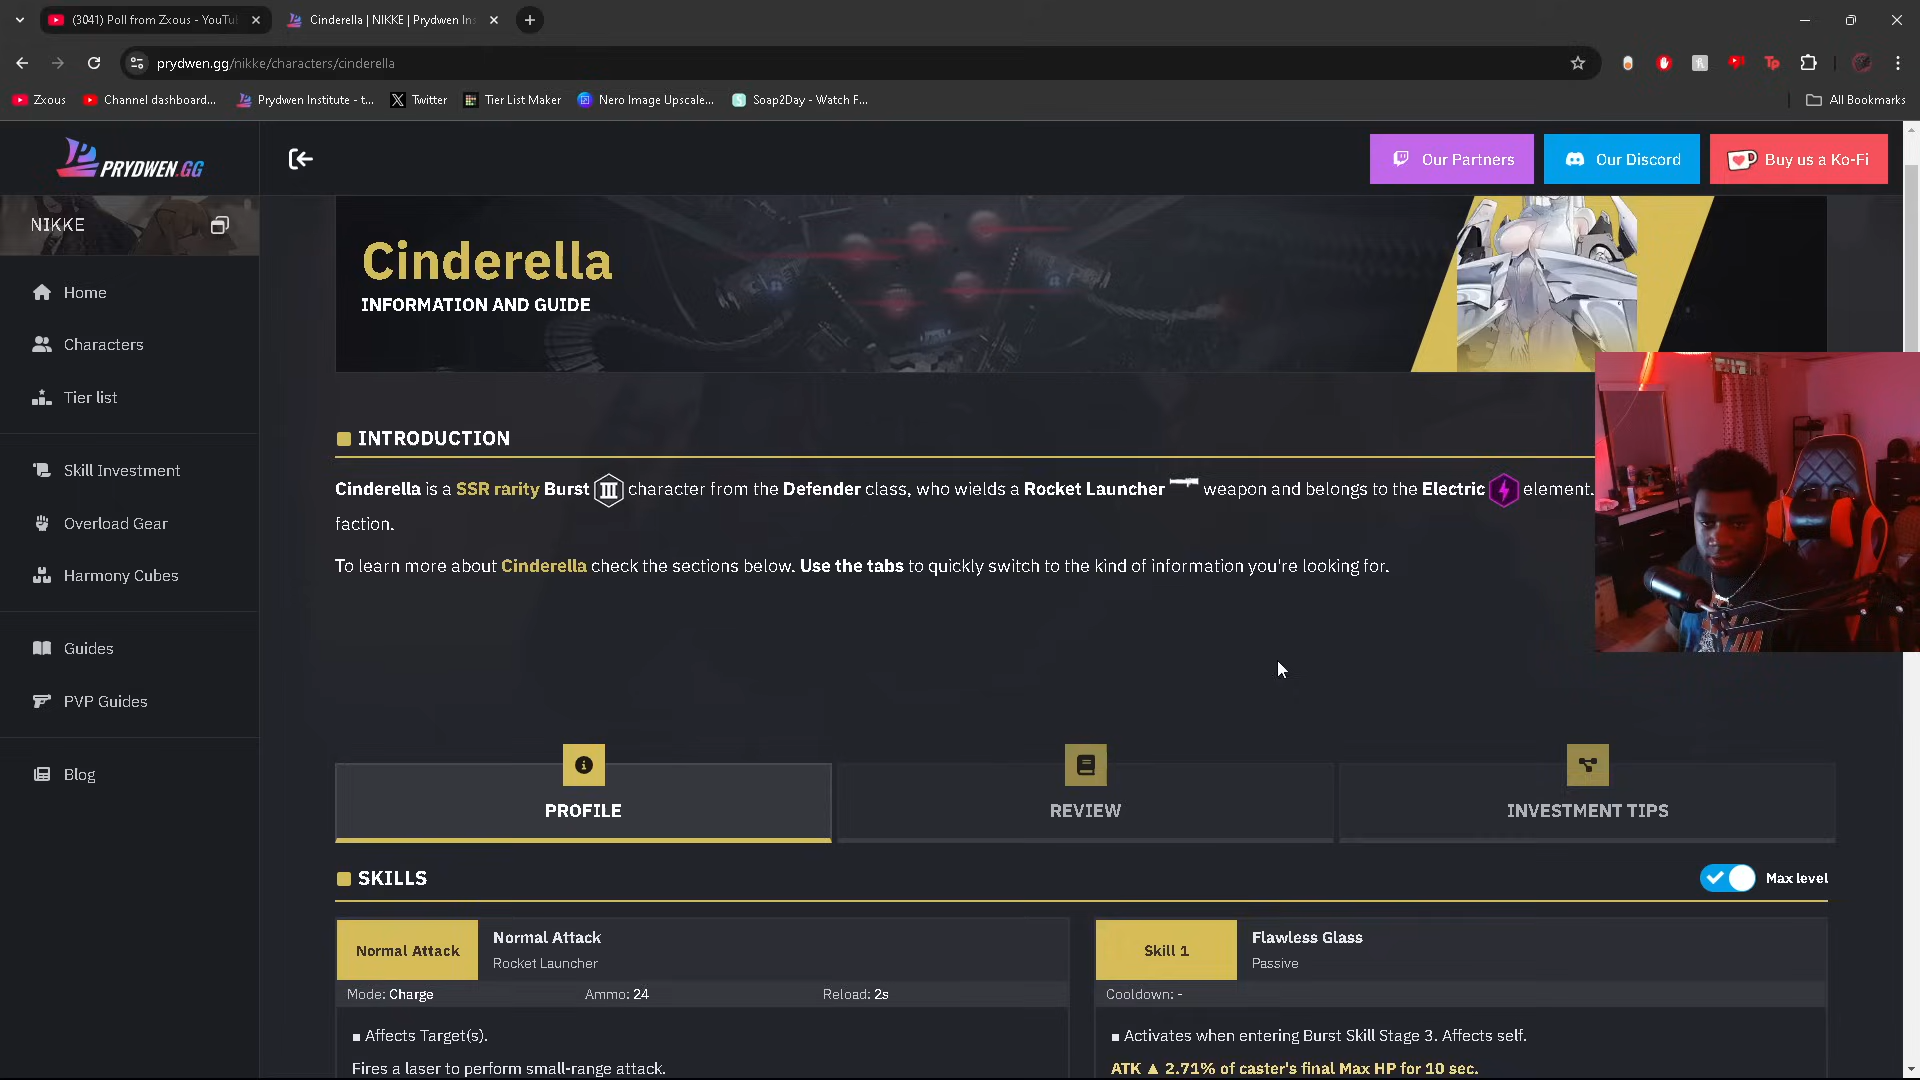 (3041) Poll from Zxous - YouTu
Cinderella | NIKKE | Prydwen Ins
prydwen.gg/nikke/characters/cinderella
Zxous
Channel dashboard...
Prydwen Institute - t...
Twitter
Tier List Maker
Nero Image Upscale...
Soap2Day - Watch F...
All Bookmarks
PRYDWEN.GG
Our Partners
Our Discord
Buy us a Ko-Fi
NIKKE
Home
Characters
Tier list
Skill Investment
Overload Gear
Harmony Cubes
Guides
PVP Guides
Blog
Cinderella
INFORMATION AND GUIDE
INTRODUCTION
Cinderella is a SSR rarity Burst III character from the Defender class, who wields a Rocket Launcher weapon and belongs to the Electric element.
faction.
To learn more about Cinderella check the sections below. Use the tabs to quickly switch to the kind of information you're looking for.
PROFILE
REVIEW
INVESTMENT TIPS
SKILLS
Max level
Normal Attack
Normal Attack
Rocket Launcher
Mode: Charge
Ammo: 24
Reload: 2s
■ Affects Target(s).
Fires a laser to perform small-range attack.
Skill 1
Flawless Glass
Passive
Cooldown: -
■ Activates when entering Burst Skill Stage 3. Affects self.
ATK ▲ 2.71% of caster's final Max HP for 10 sec.